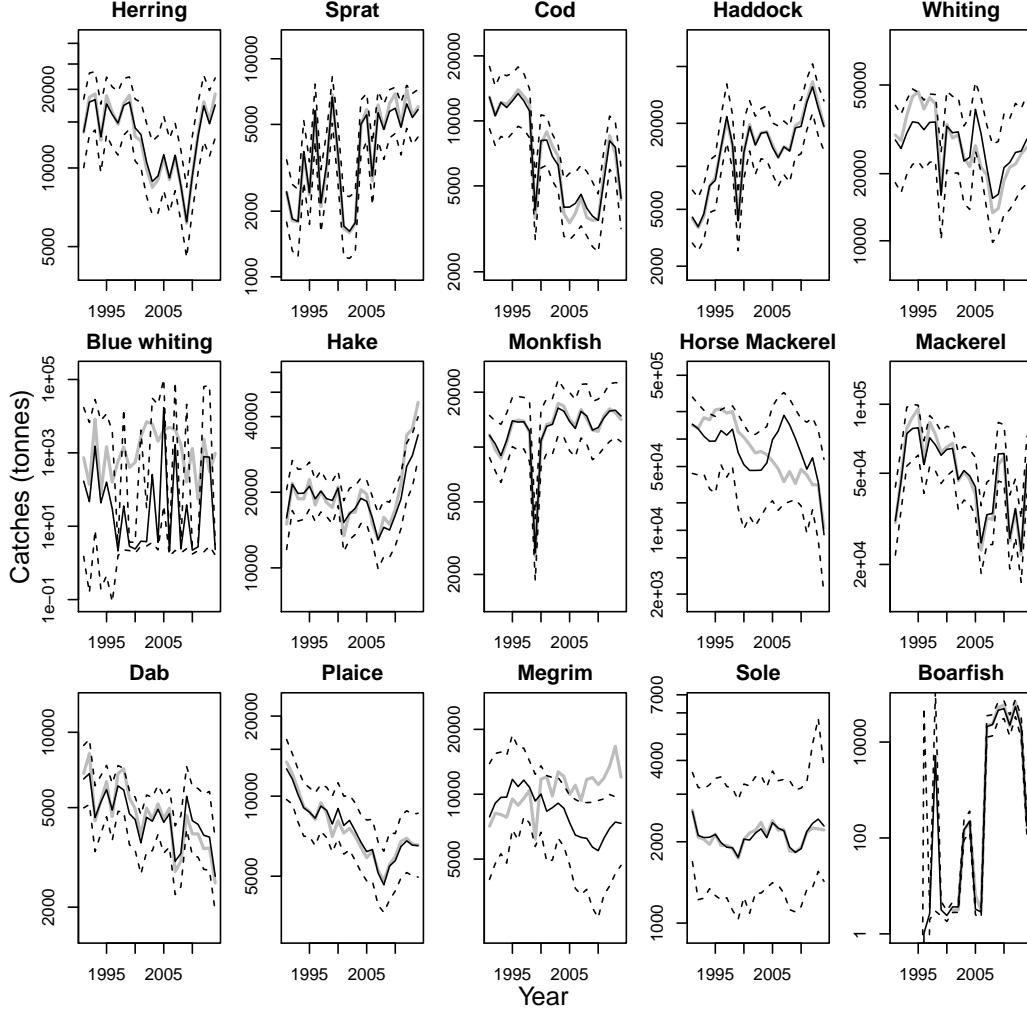 Herring Sprat Cod Haddock Whiting
5000 10000 20000
1000 2000 5000 10000
2000 5000 10000 20000
2000 5000 20000
10000 20000 50000
1995 2005 1995 2005 1995 2005 1995 2005 1995 2005
Blue whiting Hake Monkfish Horse Mackerel Mackerel
1e−01 1e+01 1e+03 1e+05
10000 20000 40000
2000 5000 10000 20000
2e+03 1e+04 5e+04 5e+05
2e+04 5e+04 1e+05
1995 2005 1995 2005 1995 2005 1995 2005 1995 2005
Dab Plaice Megrim Sole Boarfish
2000 5000 10000
5000 10000 20000
5000 10000 20000
1000 2000 4000 7000
1 100 10000
1995 2005 1995 2005 1995 2005 1995 2005 1995 2005
Catches (tonnes)
Year